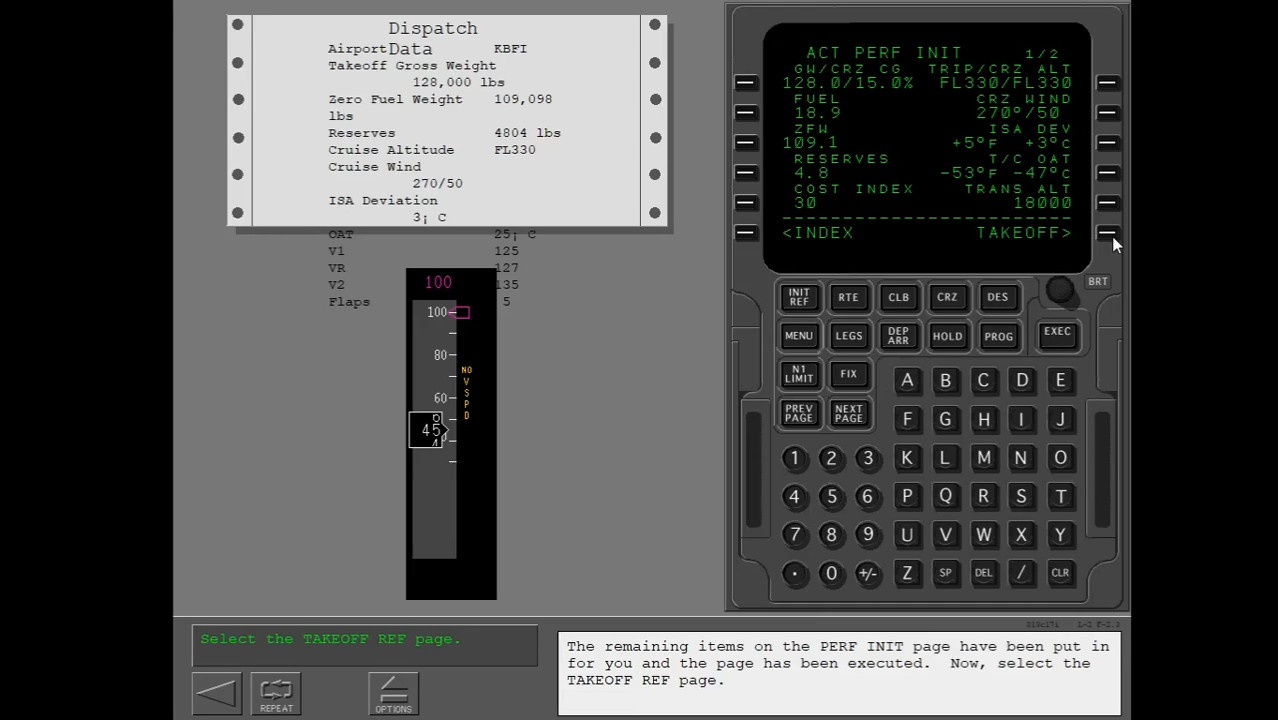 Dispatch
Airport Data KBFI
Takeoff Gross Weight
128,000 lbs
Zero Fuel Weight 109,098
lbs
Reserves 4804 lbs
Cruise Altitude FL330
Cruise Wind
270/50
ISA Deviation
3¡ C
OAT 25¡ C
V1 125
VR 127
V2 135
Flaps 5
100
100
80
60
45
NO
V
S
P
D
ACT PERF INIT 1/2
GW/CRZ CG TRIP/CRZ ALT
128.0/15.0% FL330/FL330
FUEL CRZ WIND
18.9 270°/50
ZFW ISA DEV
109.1 +5°F +3°C
RESERVES T/C OAT
4.8 -53°F -47°C
COST INDEX TRANS ALT
30 18000
<INDEX TAKEOFF>
BRT
INIT REF RTE CLB CRZ DES
MENU LEGS DEP ARR HOLD PROG EXEC
N1 LIMIT FIX
PREV PAGE NEXT PAGE
A B C D E
F G H I J
1 2 3 K L M N O
4 5 6 P Q R S T
7 8 9 U V W X Y
. 0 +/- Z SP DEL / CLR
Select the TAKEOFF REF page.
REPEAT
OPTIONS
The remaining items on the PERF INIT page have been put in
for you and the page has been executed. Now, select the
TAKEOFF REF page.